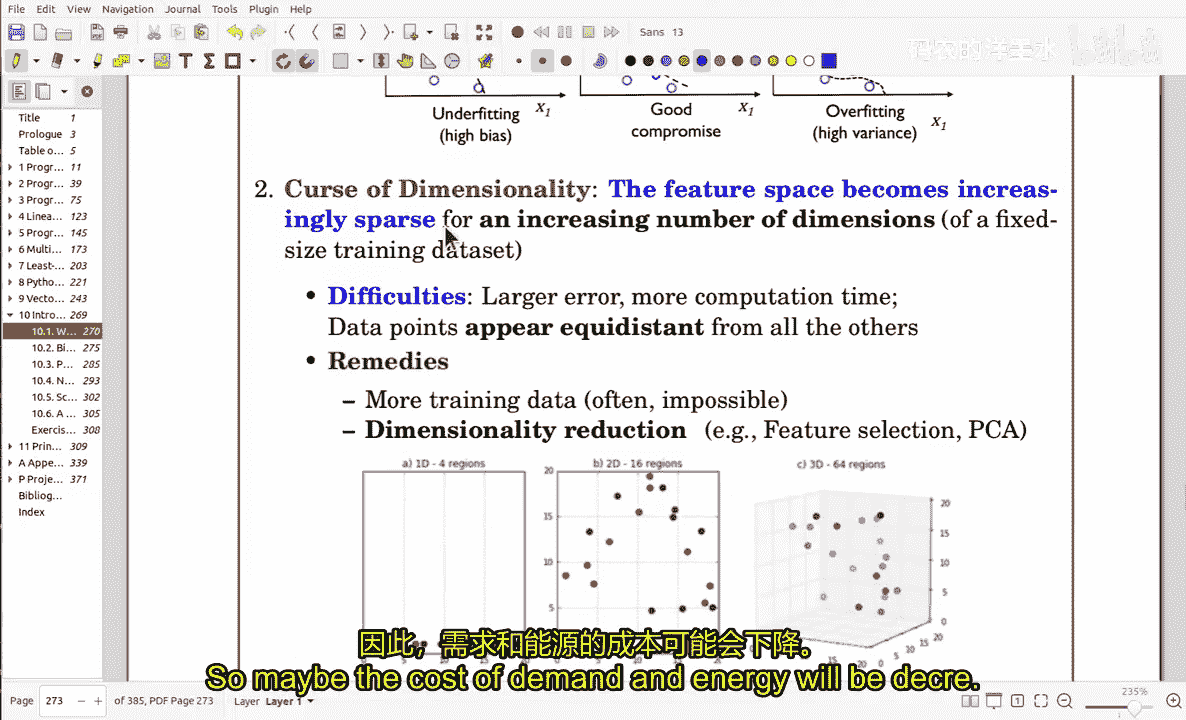 File Edit View Navigation Journal Tools Plugin Help
Sans 13
Title 1
Prologue 3
Table o... 5
1 Progr... 11
2 Progr... 39
3 Progr... 75
4 Linea... 123
5 Progr... 145
6 Multi... 173
7 Least-... 203
8 Pytho... 221
9 Vecto... 243
10 Intro... 269
10.1. W... 270
10.2. Bi... 275
10.3. P... 285
10.4. N... 293
10.5. Sc... 302
10.6. A ... 305
Exercis... 308
11 Prin... 309
A Appe... 339
P Proje... 371
Bibliog...
Index
Underfitting
(high bias)
X1
Good
compromise
X1
Overfitting
(high variance)
X1
2. Curse of Dimensionality: The feature space becomes increas-
ingly sparse for an increasing number of dimensions (of a fixed-
size training dataset)
• Difficulties: Larger error, more computation time;
Data points appear equidistant from all the others
• Remedies
– More training data (often, impossible)
– Dimensionality reduction (e.g., Feature selection, PCA)
a) 1D - 4 regions
b) 2D - 16 regions
20
15
10
5
c) 3D - 64 regions
20
15
10
5
0
因此，需求和能源的成本可能会下降。
So maybe the cost of demand and energy will be decre.
Page 273 of 385, PDF Page 273 Layer Layer 1
235%